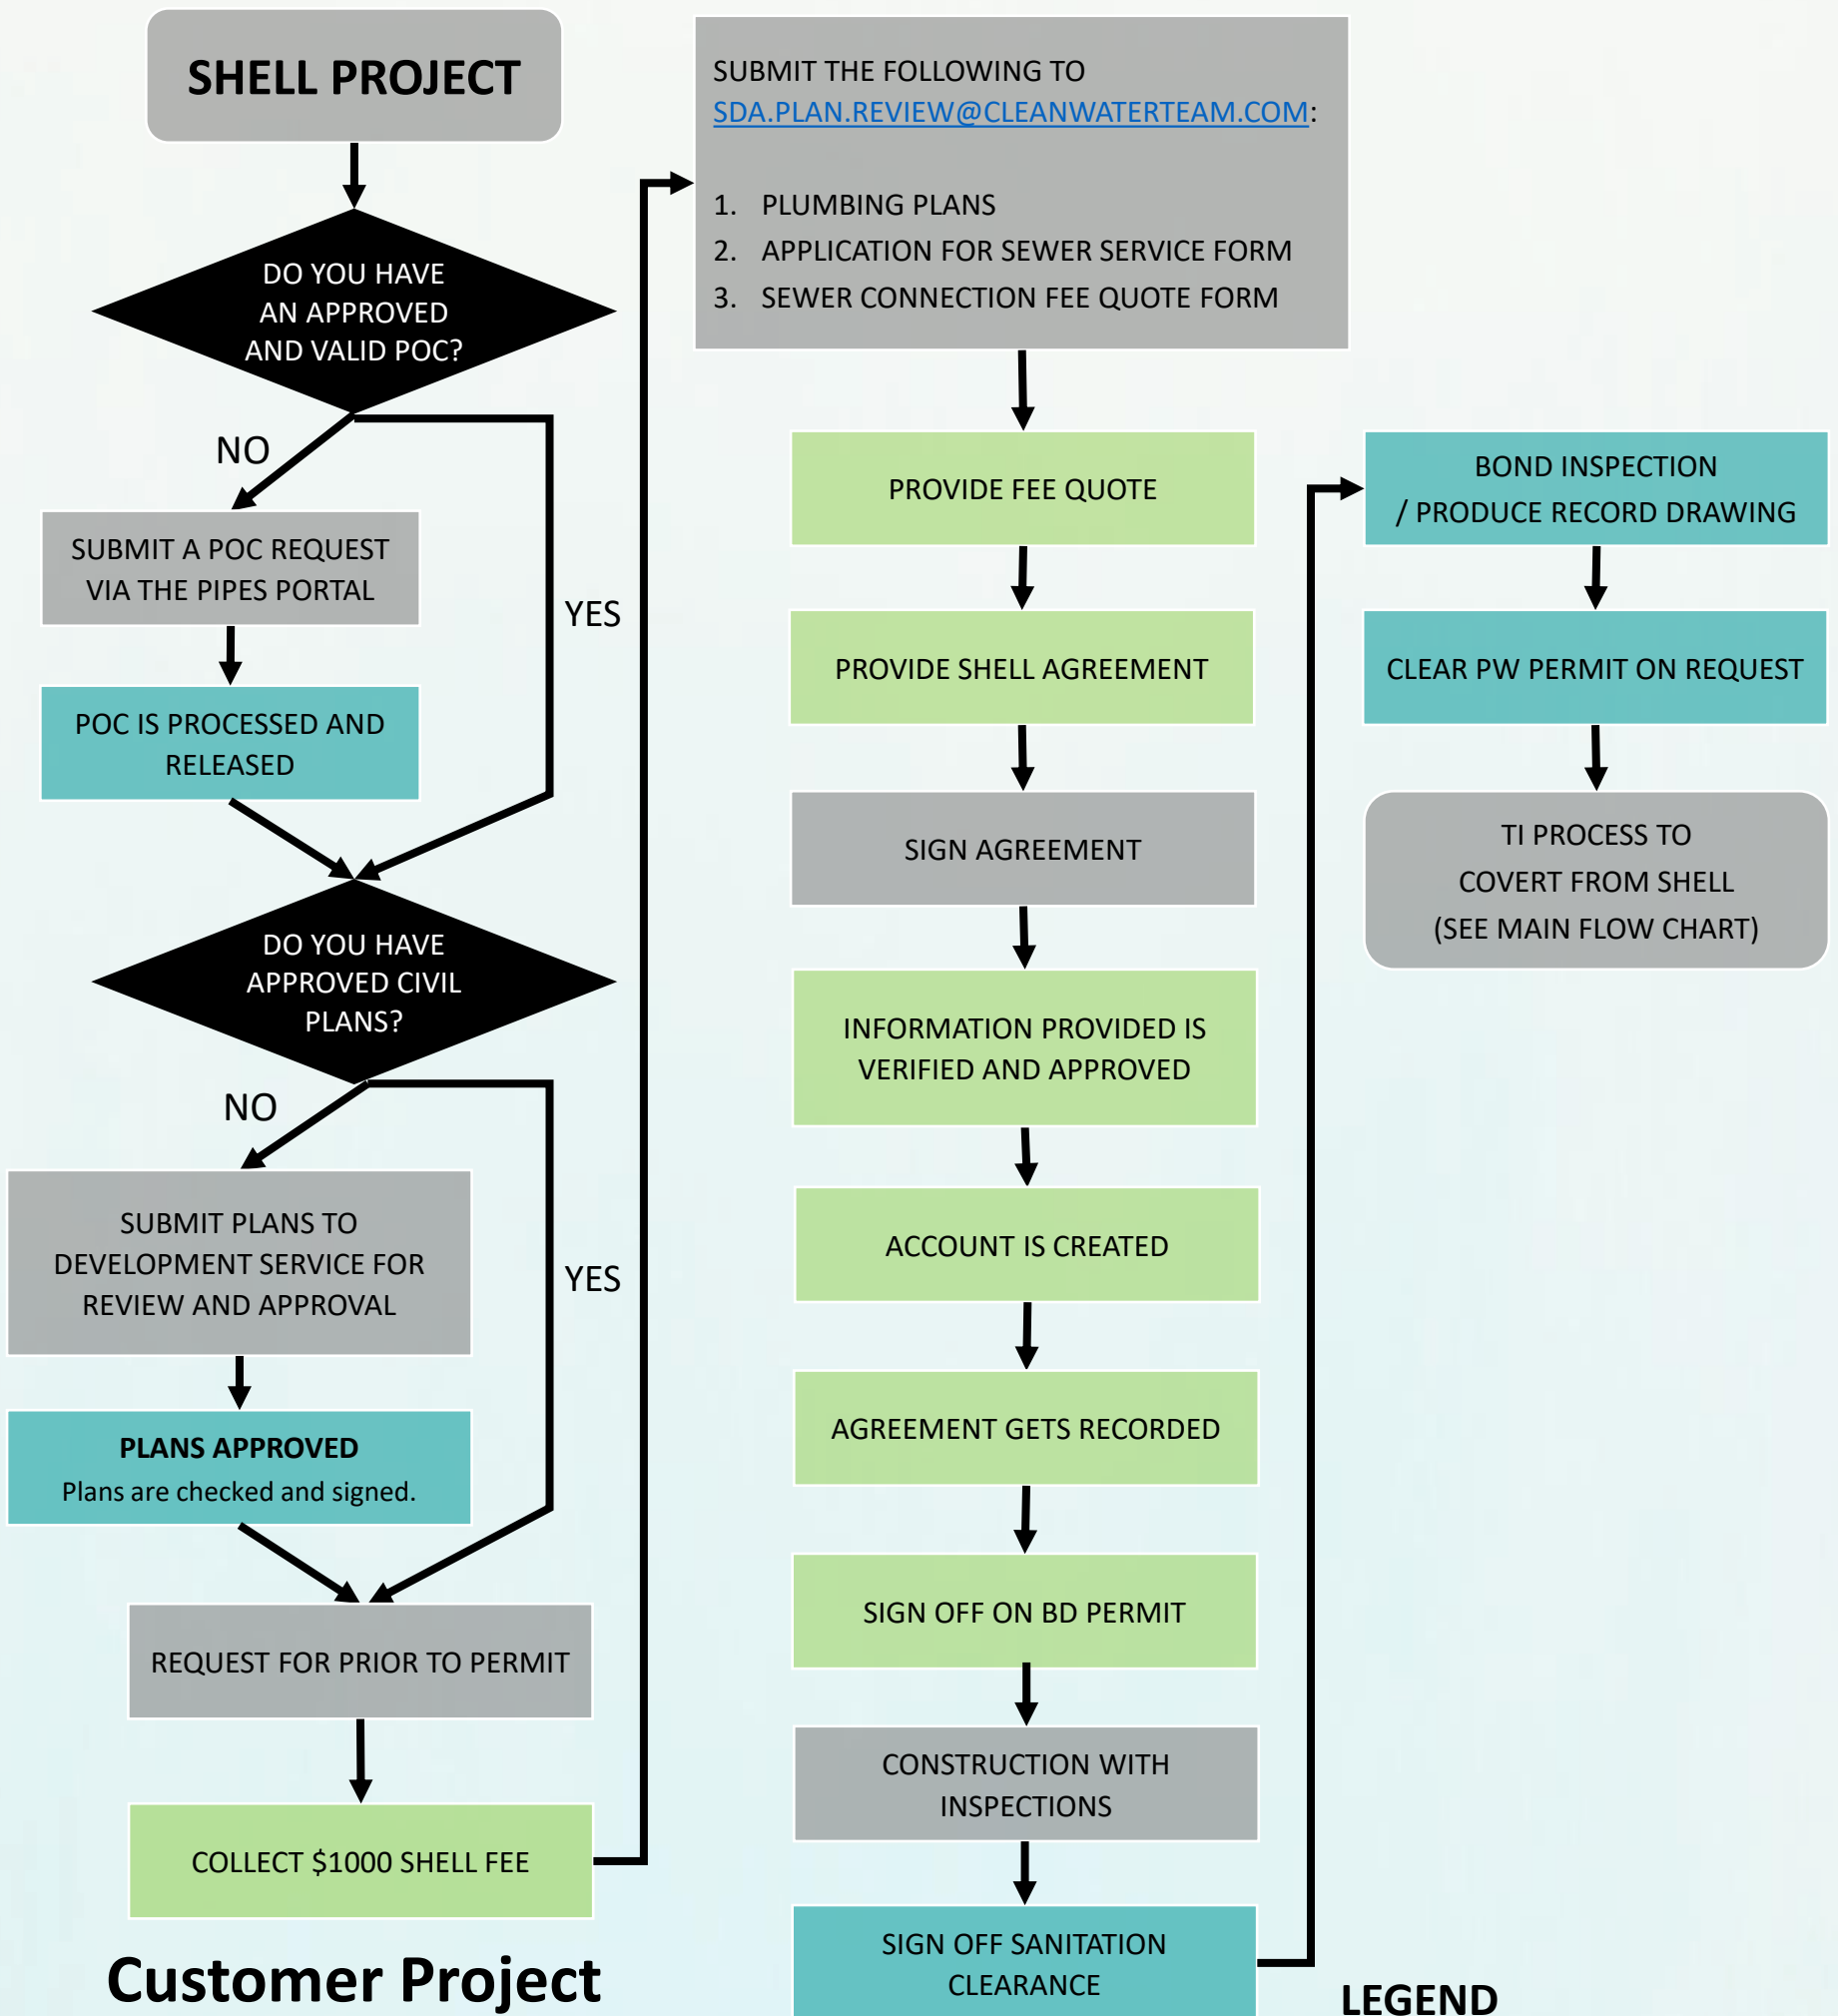 SHELL PROJECT
DO YOU HAVE
AN APPROVED
AND VALID POC?
NO
YES
SUBMIT A POC REQUEST
VIA THE PIPES PORTAL
POC IS PROCESSED AND
RELEASED
DO YOU HAVE
APPROVED CIVIL
PLANS?
NO
YES
SUBMIT PLANS TO
DEVELOPMENT SERVICE FOR
REVIEW AND APPROVAL
PLANS APPROVED
Plans are checked and signed.
REQUEST FOR PRIOR TO PERMIT
COLLECT $1000 SHELL FEE
Customer Project
SUBMIT THE FOLLOWING TO
SDA.PLAN.REVIEW@CLEANWATERTEAM.COM:
1. PLUMBING PLANS
2. APPLICATION FOR SEWER SERVICE FORM
3. SEWER CONNECTION FEE QUOTE FORM
PROVIDE FEE QUOTE
PROVIDE SHELL AGREEMENT
SIGN AGREEMENT
INFORMATION PROVIDED IS
VERIFIED AND APPROVED
ACCOUNT IS CREATED
AGREEMENT GETS RECORDED
SIGN OFF ON BD PERMIT
CONSTRUCTION WITH
INSPECTIONS
SIGN OFF SANITATION
CLEARANCE
BOND INSPECTION
/ PRODUCE RECORD DRAWING
CLEAR PW PERMIT ON REQUEST
TI PROCESS TO
COVERT FROM SHELL
(SEE MAIN FLOW CHART)
LEGEND